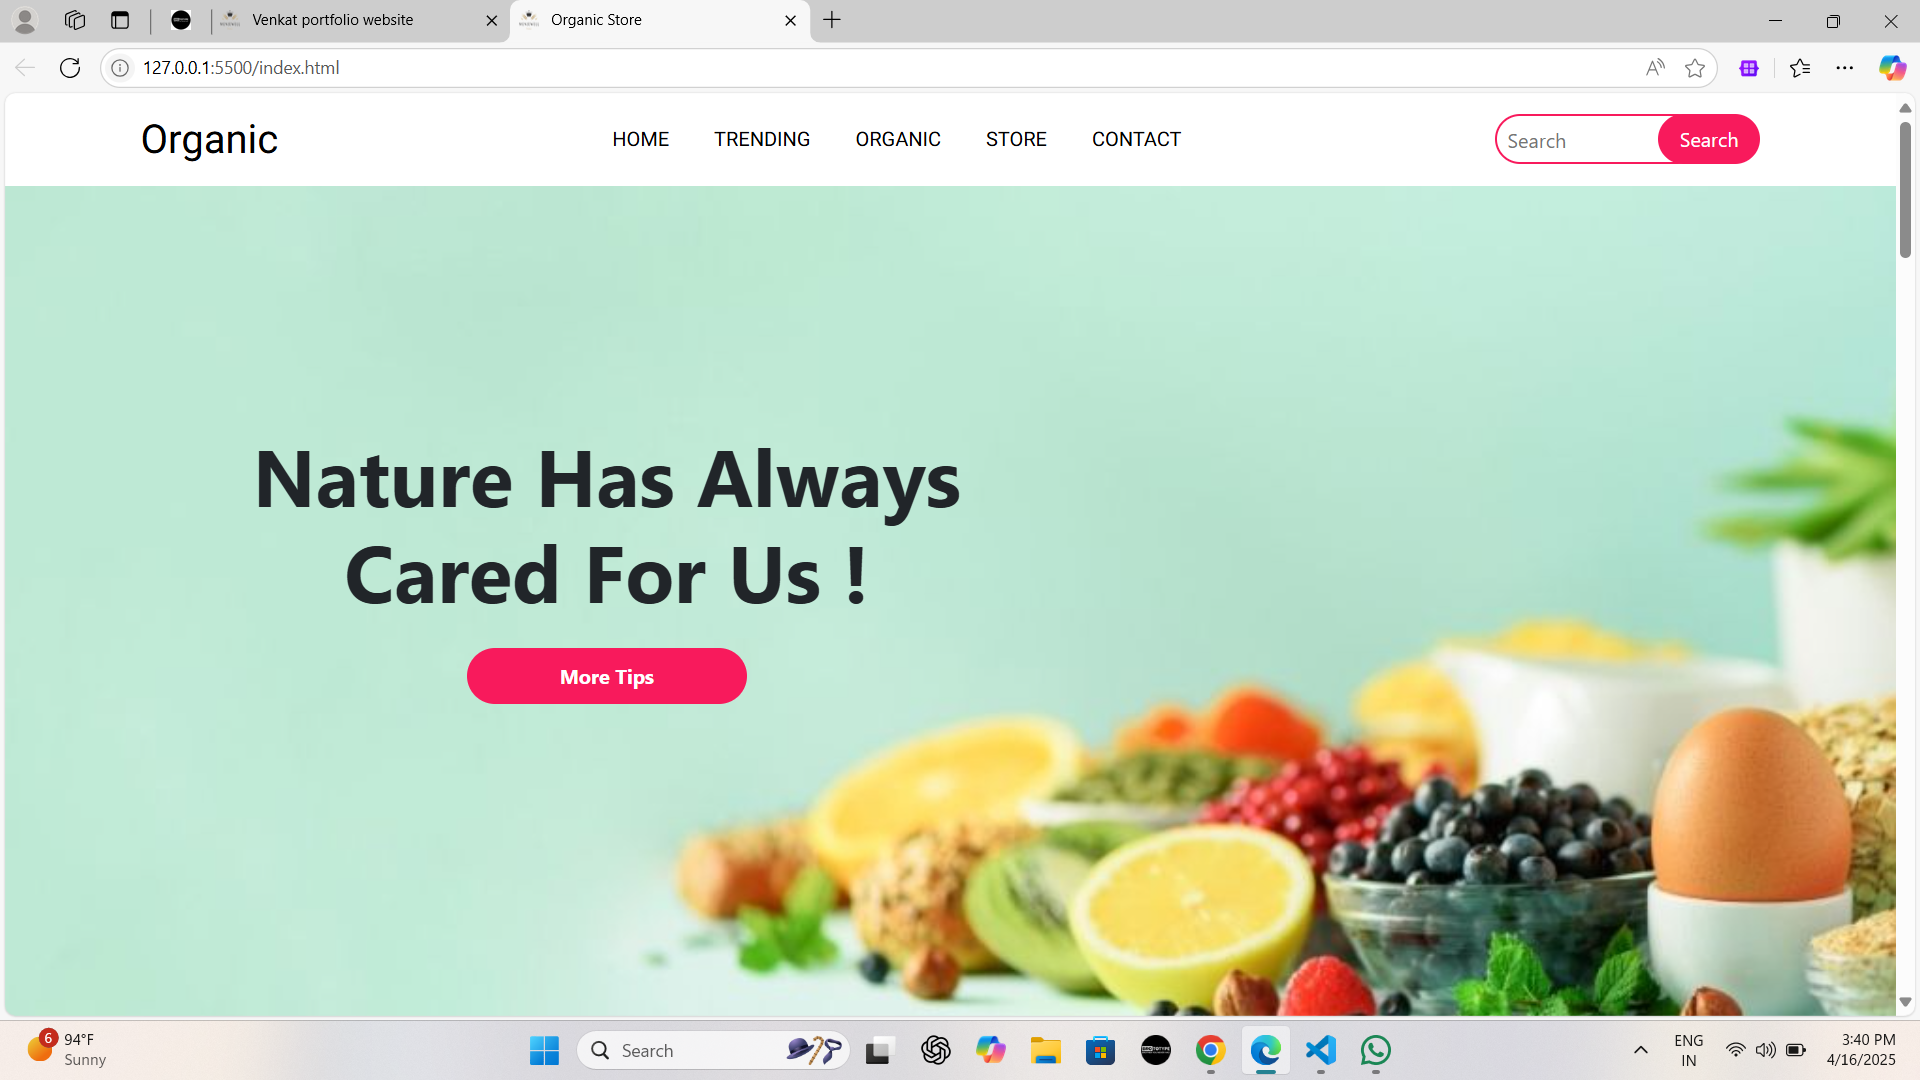 Venkat portfolio website
Organic Store
127.0.0.1:5500/index.html
Organic
HOME TRENDING ORGANIC STORE CONTACT
Search Search
Nature Has Always
Cared For Us !
More Tips
6 94°F
Sunny
Search
ENG
IN
3:40 PM
4/16/2025